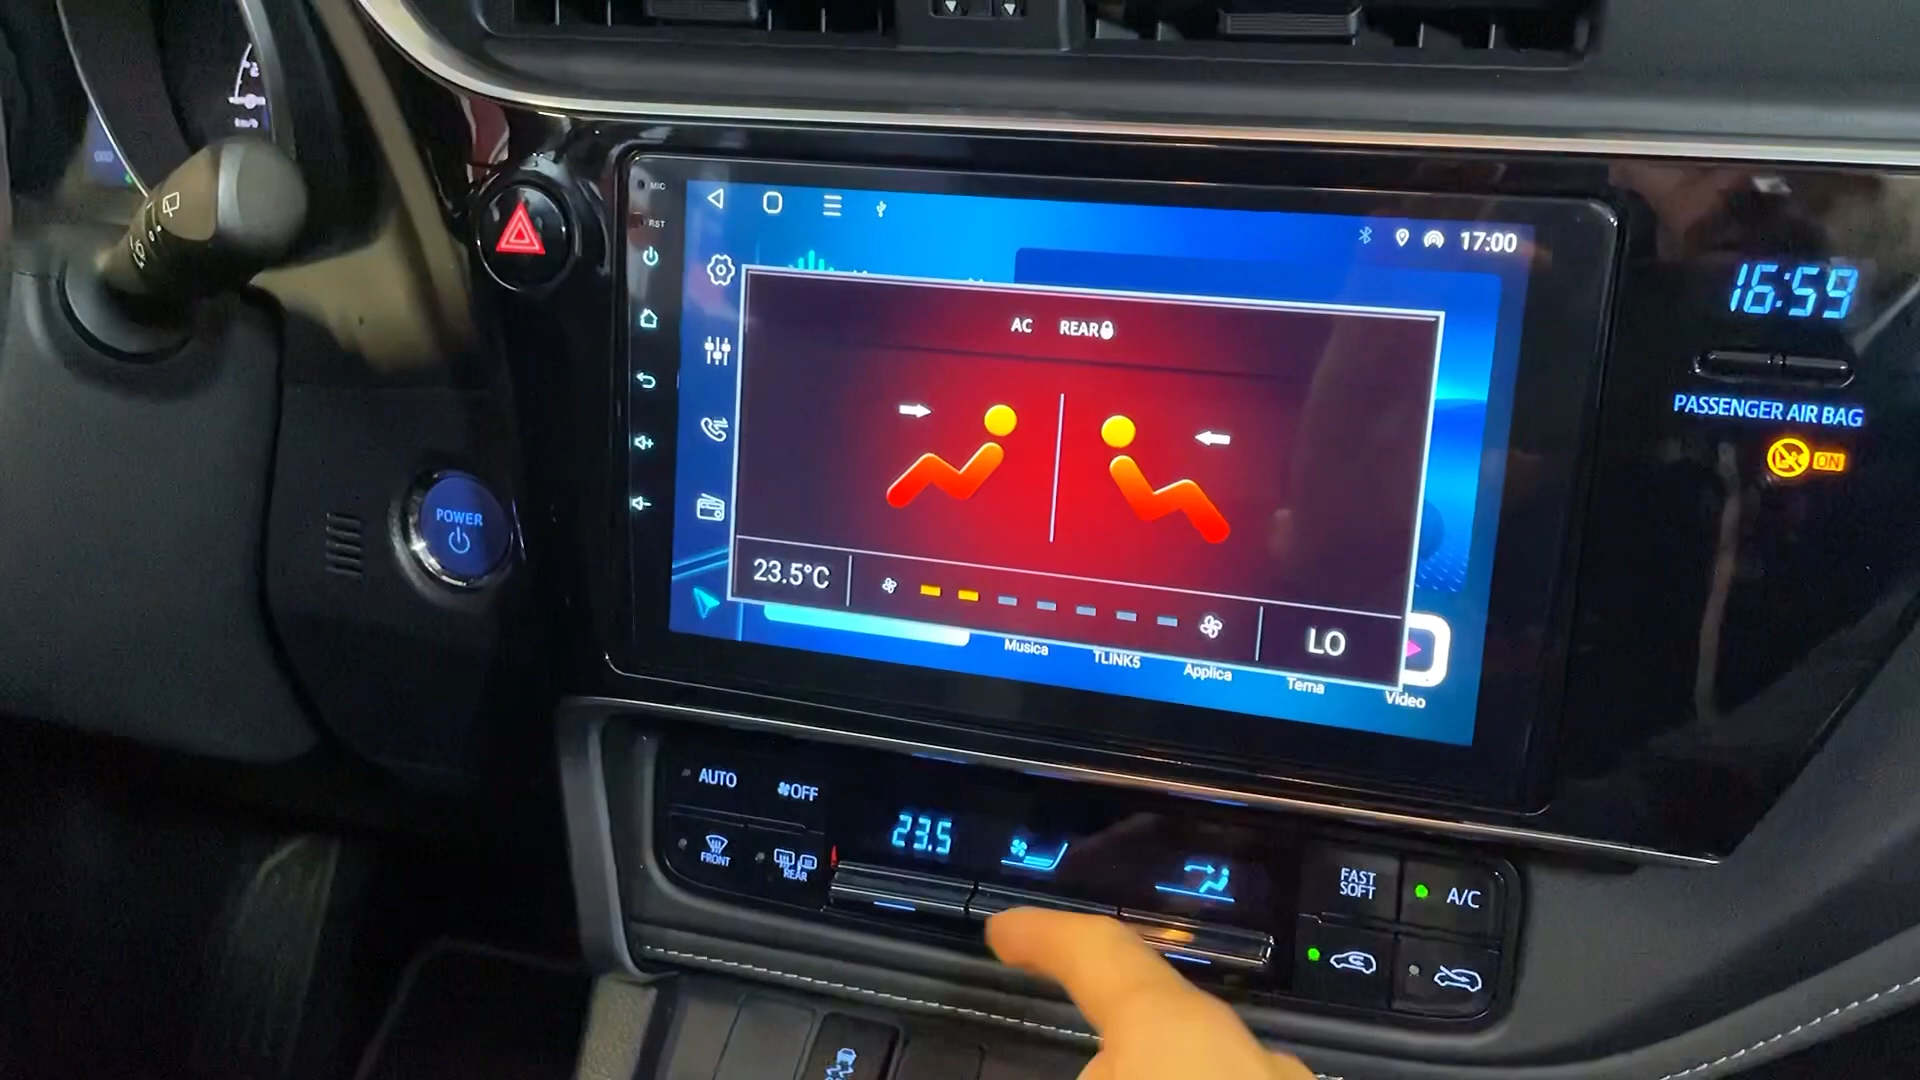 km/h
MIC
RST
17:00
AC REAR
23.5°C
LO
Musica
TLINK5
Applica
Tema
Video
16:59
PASSENGER AIR BAG
ON
POWER
AUTO
OFF
FRONT
REAR
23.5
FAST
SOFT
A/C